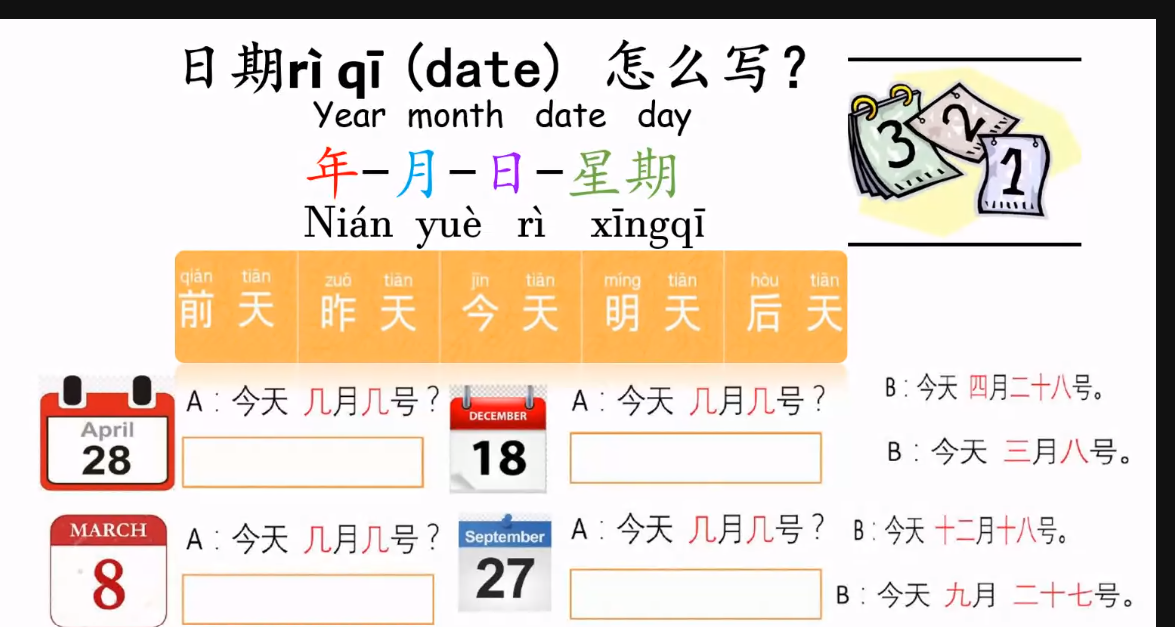 日期rì qī (date) 怎么写?
Year month date day
年-月-日-星期
Nián yuè rì xīngqī
3 2 1
qián tiān zuó tiān jīn tiān míng tiān hòu tiān
前天 昨天 今天 明天 后天
April
28
A：今天 几月几号？
DECEMBER
18
A：今天 几月几号？
B：今天 四月二十八号。
B：今天 三月八号。
MARCH
8
A：今天 几月几号？
September
27
A：今天 几月几号？
B：今天 十二月十八号。
B：今天 九月 二十七号。